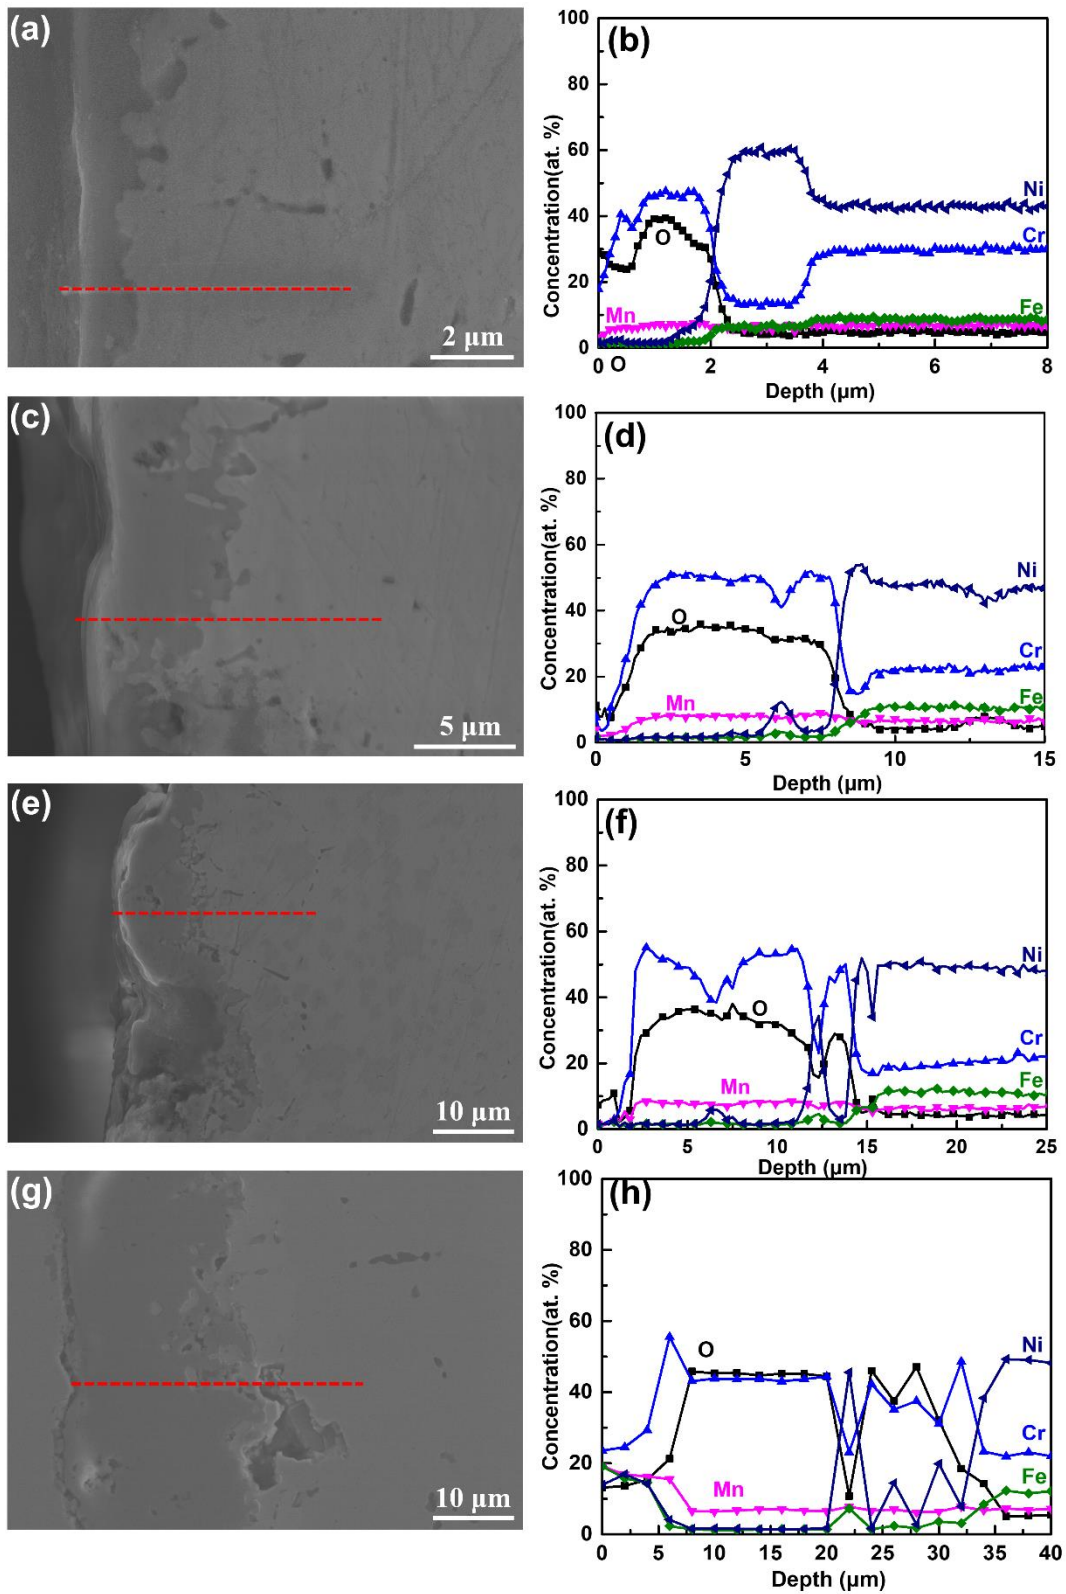 (a)
2 μm
(b)
Concentration(at. %)
100
80
60
40
20
0
Ni
Cr
O
Mn
Fe
O
0 2 4 6 8
Depth (μm)
(c)
5 μm
(d)
Concentration(at. %)
100
80
60
40
20
0
Ni
O
Cr
Mn
Fe
0 5 10 15
Depth (μm)
(e)
10 μm
(f)
Concentration(at. %)
100
80
60
40
20
0
Ni
O
Cr
Mn
Fe
0 5 10 15 20 25
Depth (μm)
(g)
10 μm
(h)
Concentration(at. %)
100
80
60
40
20
0
O
Ni
Cr
Mn
Fe
0 5 10 15 20 25 30 35 40
Depth (μm)